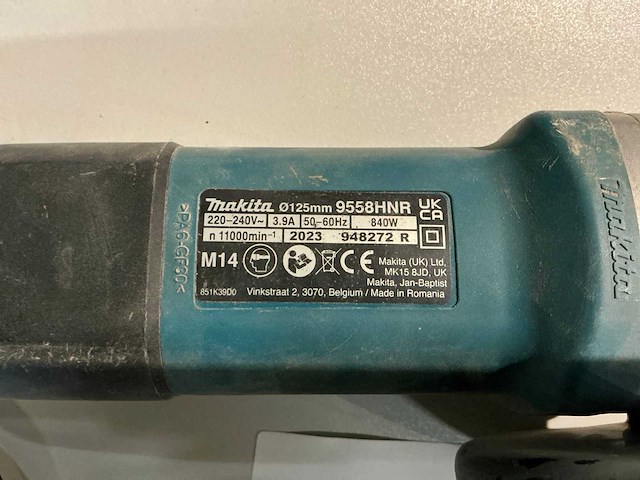 makita Ø125mm 9558HNR UK CA
220-240V~ 3.9A 50-60Hz 840W
n 11000min⁻¹ 2023 948272 R
M14 CE Makita (UK) Ltd,
MK15 8JD, UK
Makita, Jan-Baptist
851K39D0 Vinkstraat 2, 3070, Belgium / Made in Romania
>PA6-GF30<
makita